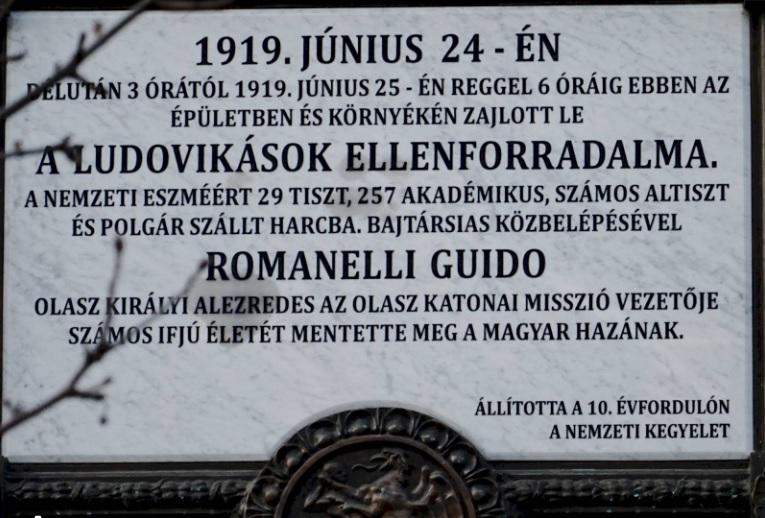 1919. JÚNIUS 24 - ÉN
DÉLUTÁN 3 ÓRÁTÓL 1919. JÚNIUS 25 - ÉN REGGEL 6 ÓRÁIG EBBEN AZ
ÉPÜLETBEN ÉS KÖRNYÉKÉN ZAJLOTT LE
A LUDOVIKÁSOK ELLENFORRADALMA.
A NEMZETI ESZMÉÉRT 29 TISZT, 257 AKADÉMIKUS, SZÁMOS ALTISZT
ÉS POLGÁR SZÁLLT HARCBA. BAJTÁRSIAS KÖZBELÉPÉSÉVEL
ROMANELLI GUIDO
OLASZ KIRÁLYI ALEZREDES AZ OLASZ KATONAI MISSZIÓ VEZETŐJE
SZÁMOS IFJÚ ÉLETÉT MENTETTE MEG A MAGYAR HAZÁNAK.
ÁLLÍTOTTA A 10. ÉVFORDULÓN
A NEMZETI KEGYELET